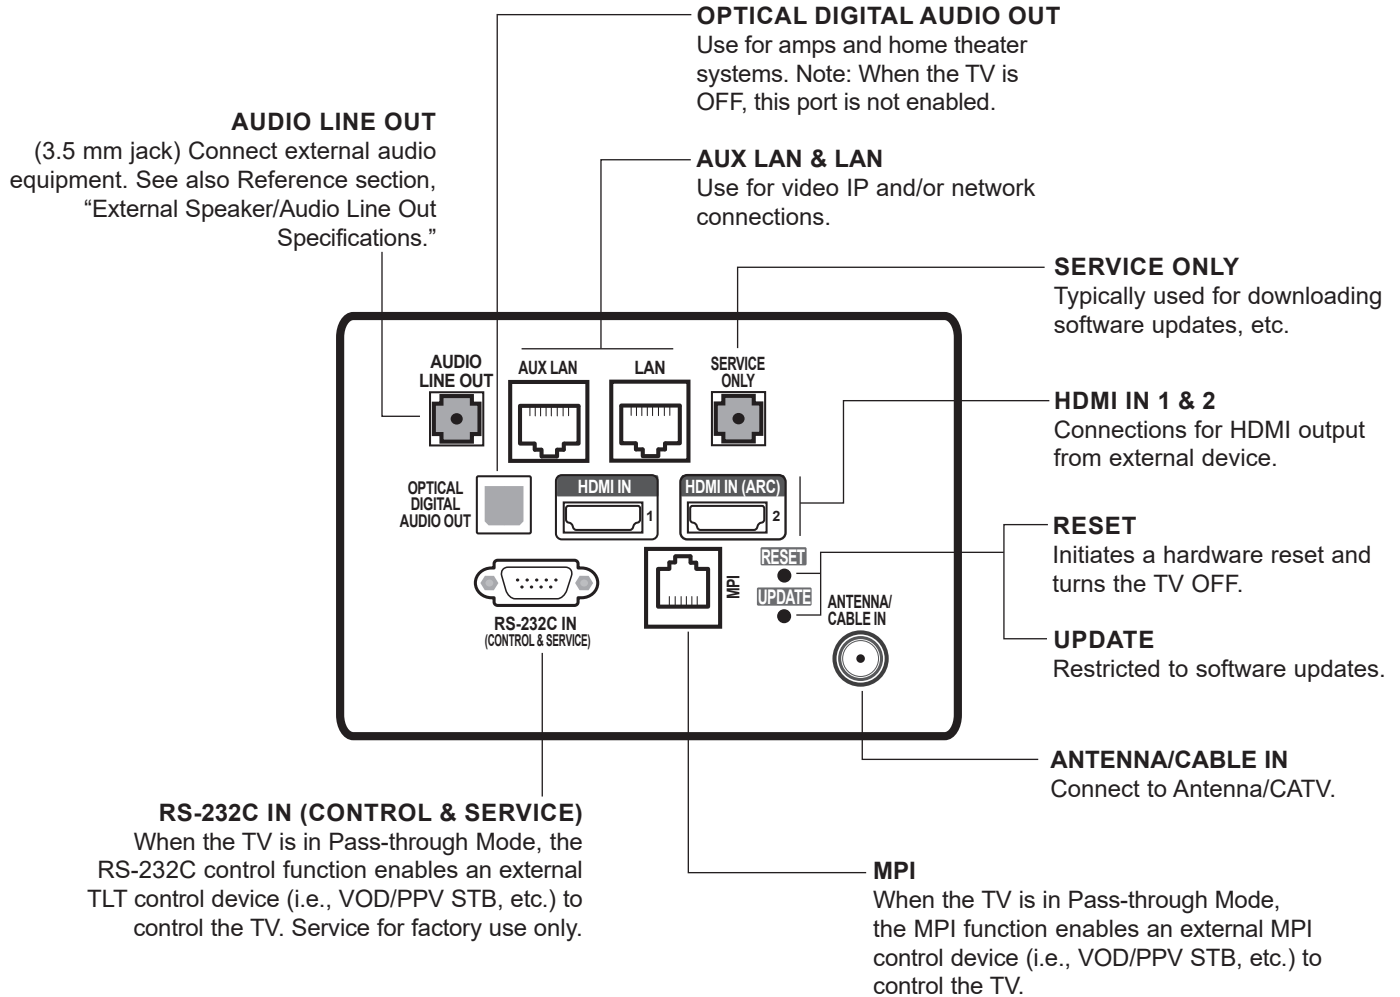 OPTICAL DIGITAL AUDIO OUT
Use for amps and home theater
systems. Note: When the TV is
OFF, this port is not enabled.
AUDIO LINE OUT
(3.5 mm jack) Connect external audio
equipment. See also Reference section,
“External Speaker/Audio Line Out
Specifications.”
AUX LAN & LAN
Use for video IP and/or network
connections.
SERVICE ONLY
Typically used for downloading
software updates, etc.
HDMI IN 1 & 2
Connections for HDMI output
from external device.
RESET
Initiates a hardware reset and
turns the TV OFF.
UPDATE
Restricted to software updates.
ANTENNA/CABLE IN
Connect to Antenna/CATV.
AUDIO
LINE OUT
AUX LAN
LAN
SERVICE
ONLY
OPTICAL
DIGITAL
AUDIO OUT
HDMI IN
1
HDMI IN (ARC)
2
RS-232C IN
(CONTROL & SERVICE)
MPI
RESET
UPDATE
ANTENNA/
CABLE IN
RS-232C IN (CONTROL & SERVICE)
When the TV is in Pass-through Mode, the
RS-232C control function enables an external
TLT control device (i.e., VOD/PPV STB, etc.) to
control the TV. Service for factory use only.
MPI
When the TV is in Pass-through Mode,
the MPI function enables an external MPI
control device (i.e., VOD/PPV STB, etc.) to
control the TV.